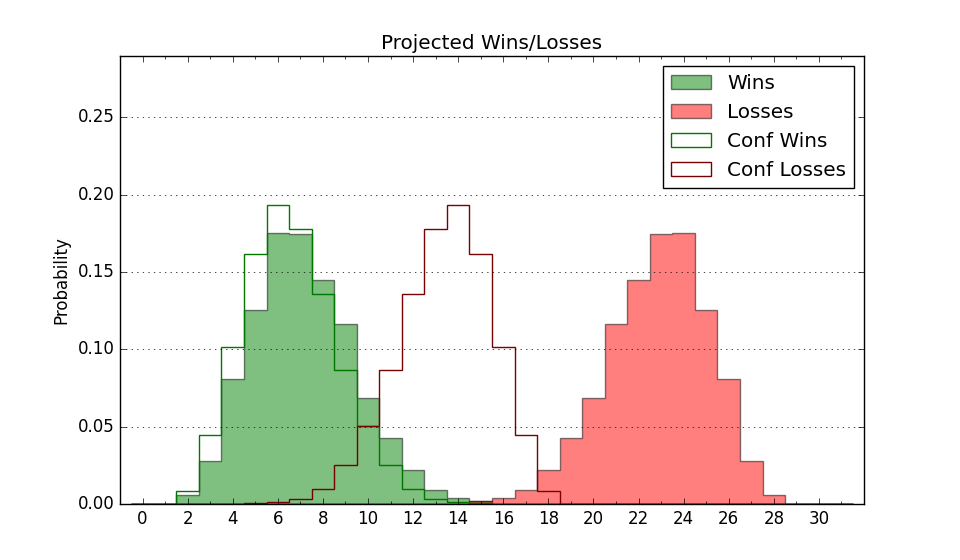 Projected Wins/Losses
Wins
Losses
Conf Wins
Conf Losses
Probability
0.25
0.20
0.15
0.10
0.05
0.00
0 2 4 6 8 10 12 14 16 18 20 22 24 26 28 30